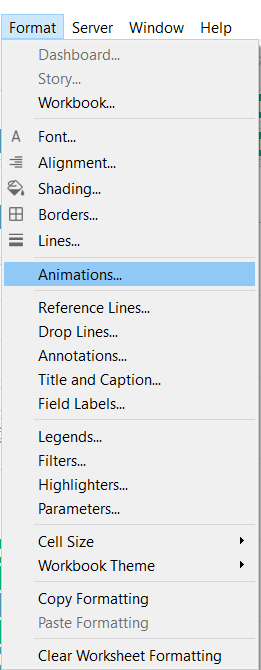 Format Server Window Help
Dashboard...
Story...
Workbook...
Font...
Alignment...
Shading...
Borders...
Lines...
Animations...
Reference Lines...
Drop Lines...
Annotations...
Title and Caption...
Field Labels...
Legends...
Filters...
Highlighters...
Parameters...
Cell Size
Workbook Theme
Copy Formatting
Paste Formatting
Clear Worksheet Formatting